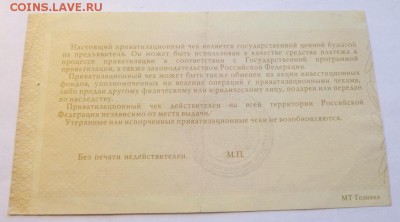 COINS.LAVE.RU
Настоящий приватизационный чек является государственной ценной бумагой
на предъявителя. Он может быть использован в качестве средства платежа в
процессе приватизации в соответствии с Государственной программой
приватизации, а также законодательством Российской Федерации.
Приватизационный чек может быть также обменен на акции инвестиционных
фондов, уполномоченных на ведение операций с приватизационными чеками,
либо продан другому физическому или юридическому лицу, подарен или передан
по наследству.
Приватизационный чек действителен на всей территории Российской
Федерации независимо от места выдачи.
Утерянные или испорченные приватизационные чеки не возобновляются.
Без печати недействителен.
М.П.
МТ Гознака